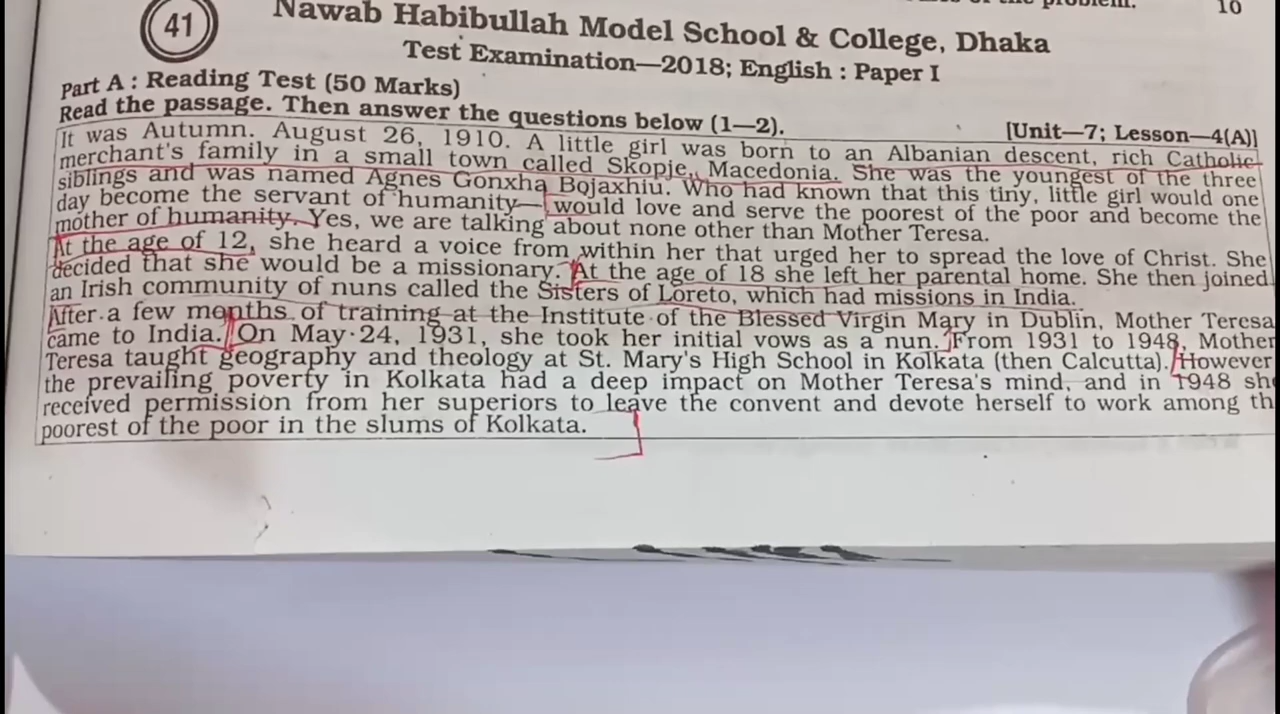 problem.
10
41
Nawab Habibullah Model School & College, Dhaka
Test Examination—2018; English : Paper I
Part A : Reading Test (50 Marks)
Read the passage. Then answer the questions below (1—2).
[Unit—7; Lesson—4(A)]
It was Autumn. August 26, 1910. A little girl was born to an Albanian descent, rich Catholic
merchant's family in a small town called Skopje, Macedonia. She was the youngest of the three
siblings and was named Agnes Gonxha Bojaxhiu. Who had known that this tiny, little girl would one
day become the servant of humanity— would love and serve the poorest of the poor and become the
mother of humanity. Yes, we are talking about none other than Mother Teresa.
At the age of 12, she heard a voice from within her that urged her to spread the love of Christ. She
decided that she would be a missionary. At the age of 18 she left her parental home. She then joined
an Irish community of nuns called the Sisters of Loreto, which had missions in India.
After a few months of training at the Institute of the Blessed Virgin Mary in Dublin, Mother Teresa
came to India. On May 24, 1931, she took her initial vows as a nun. From 1931 to 1948, Mother
Teresa taught geography and theology at St. Mary's High School in Kolkata (then Calcutta). However
the prevailing poverty in Kolkata had a deep impact on Mother Teresa's mind, and in 1948 sh
received permission from her superiors to leave the convent and devote herself to work among th
poorest of the poor in the slums of Kolkata.